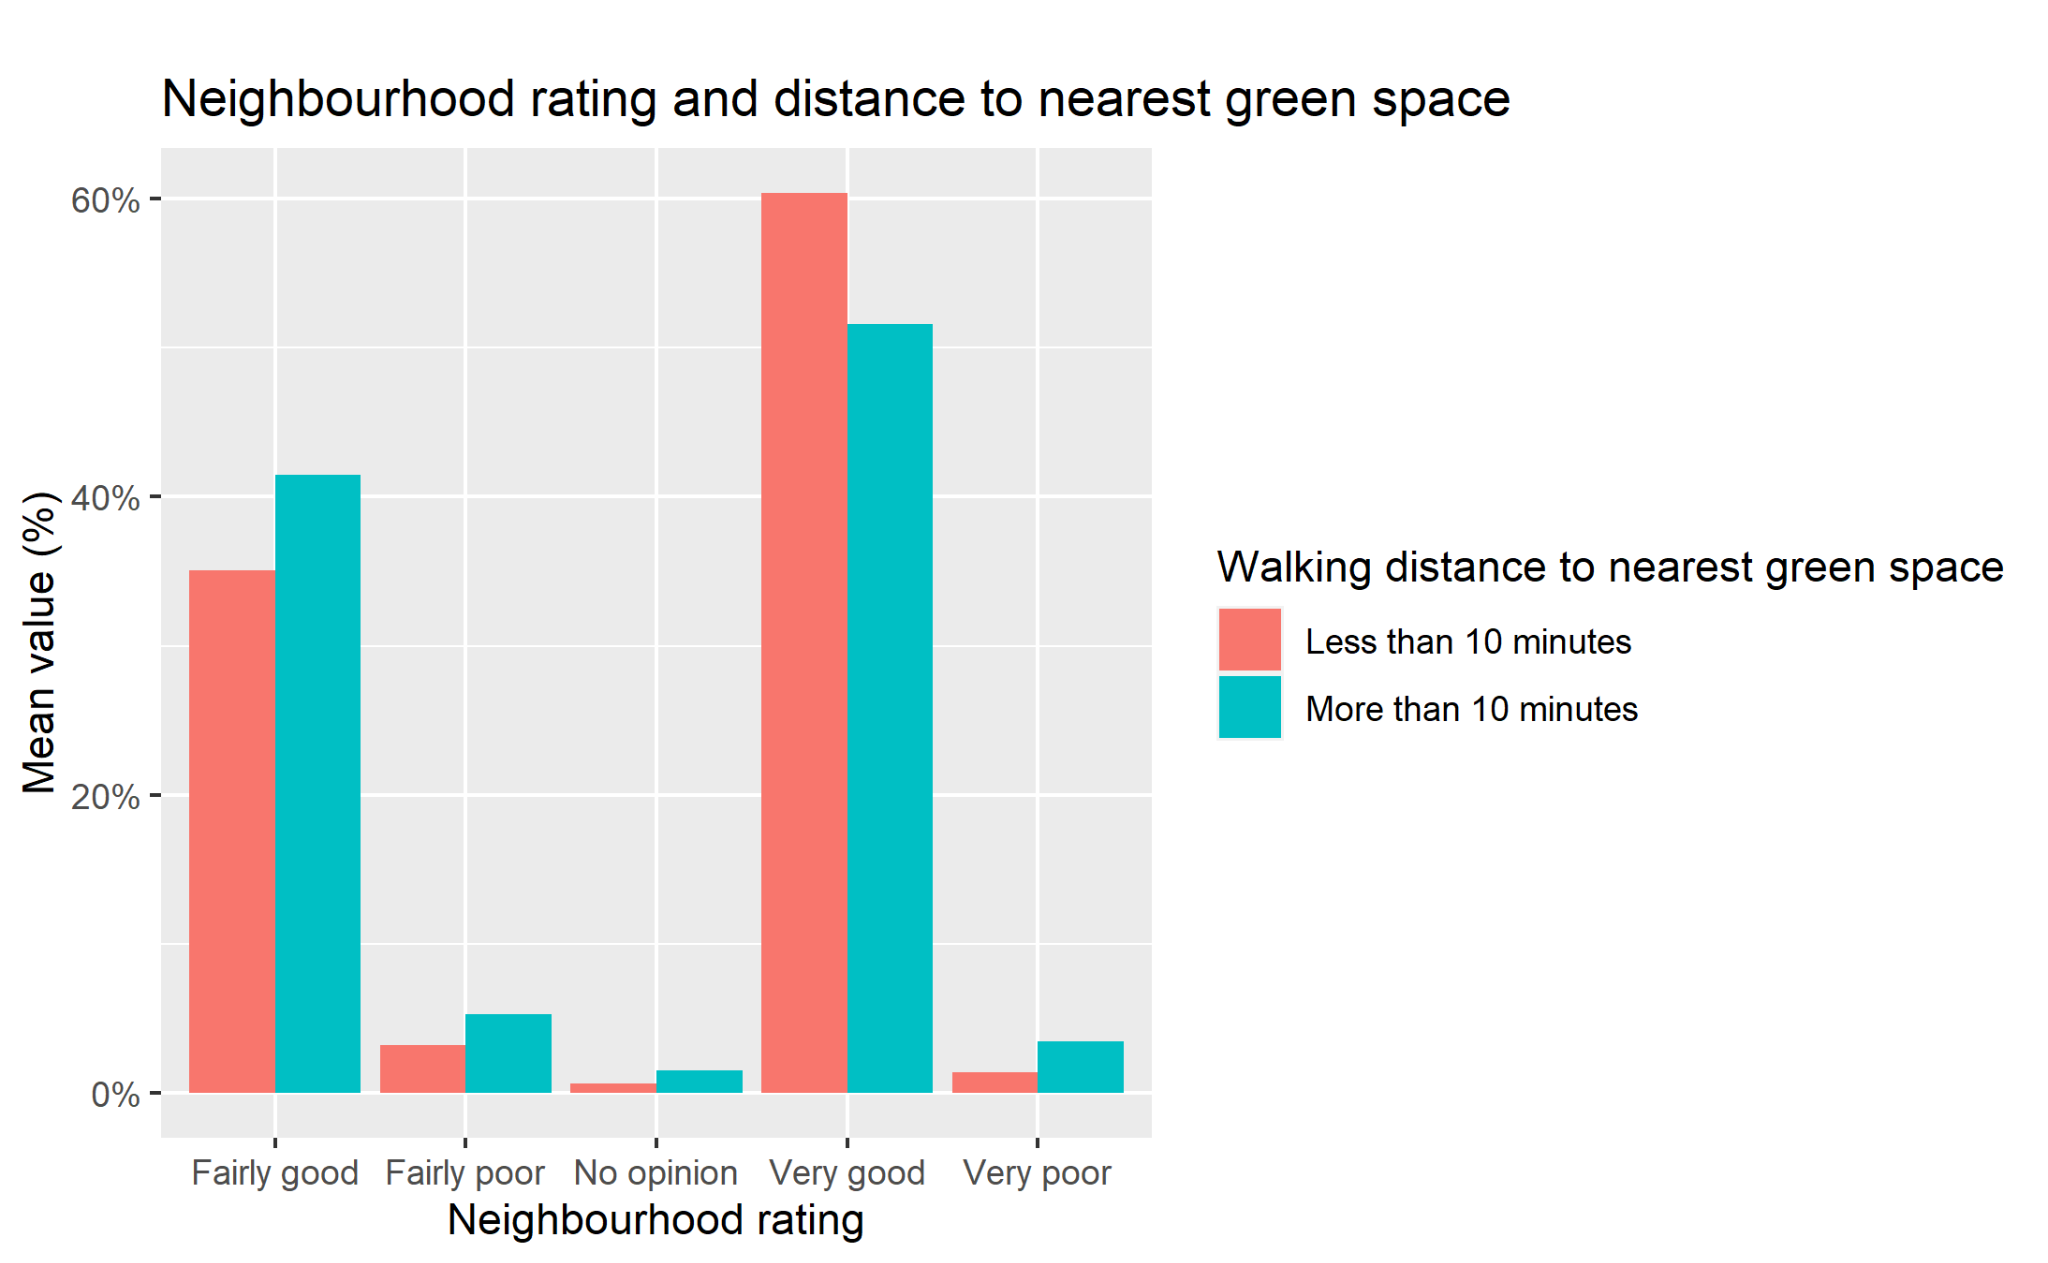 Neighbourhood rating and distance to nearest green space
60%
40%
20%
0%
Mean value (%)
Fairly good
Fairly poor
No opinion
Very good
Very poor
Neighbourhood rating
Walking distance to nearest green space
Less than 10 minutes
More than 10 minutes